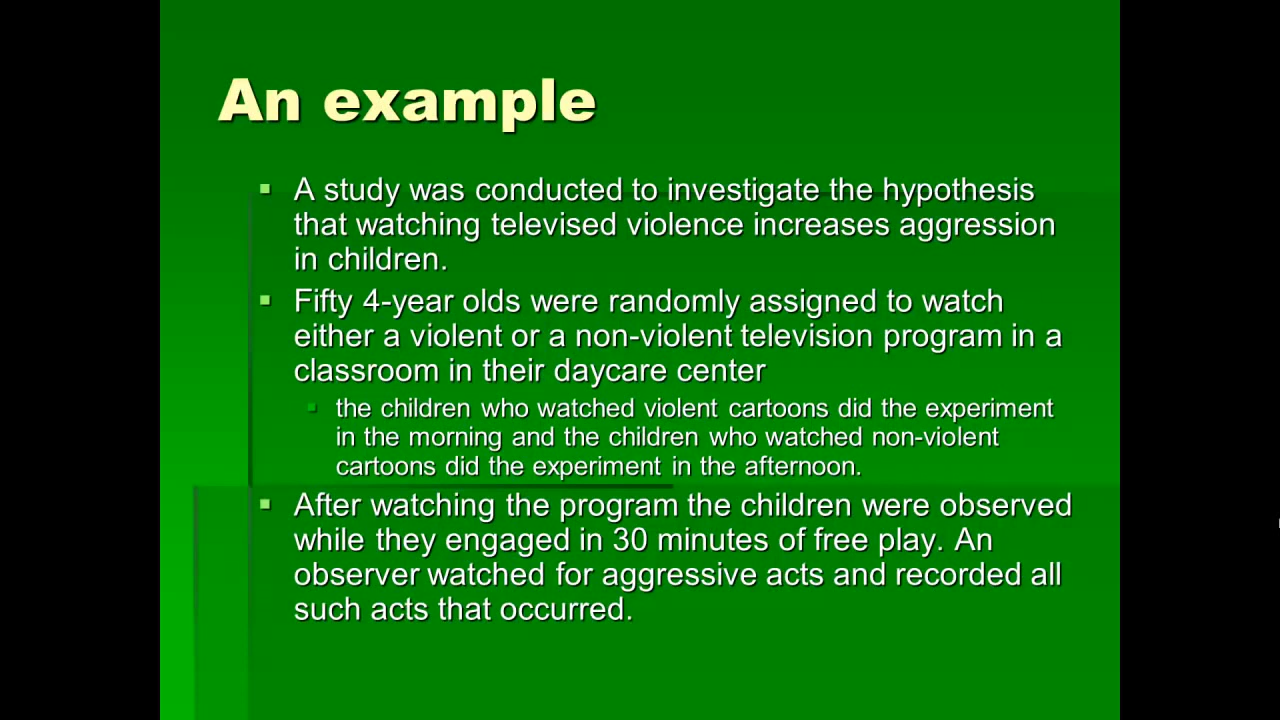 An example
A study was conducted to investigate the hypothesis
that watching televised violence increases aggression
in children.
Fifty 4-year olds were randomly assigned to watch
either a violent or a non-violent television program in a
classroom in their daycare center
the children who watched violent cartoons did the experiment
in the morning and the children who watched non-violent
cartoons did the experiment in the afternoon.
After watching the program the children were observed
while they engaged in 30 minutes of free play. An
observer watched for aggressive acts and recorded all
such acts that occurred.